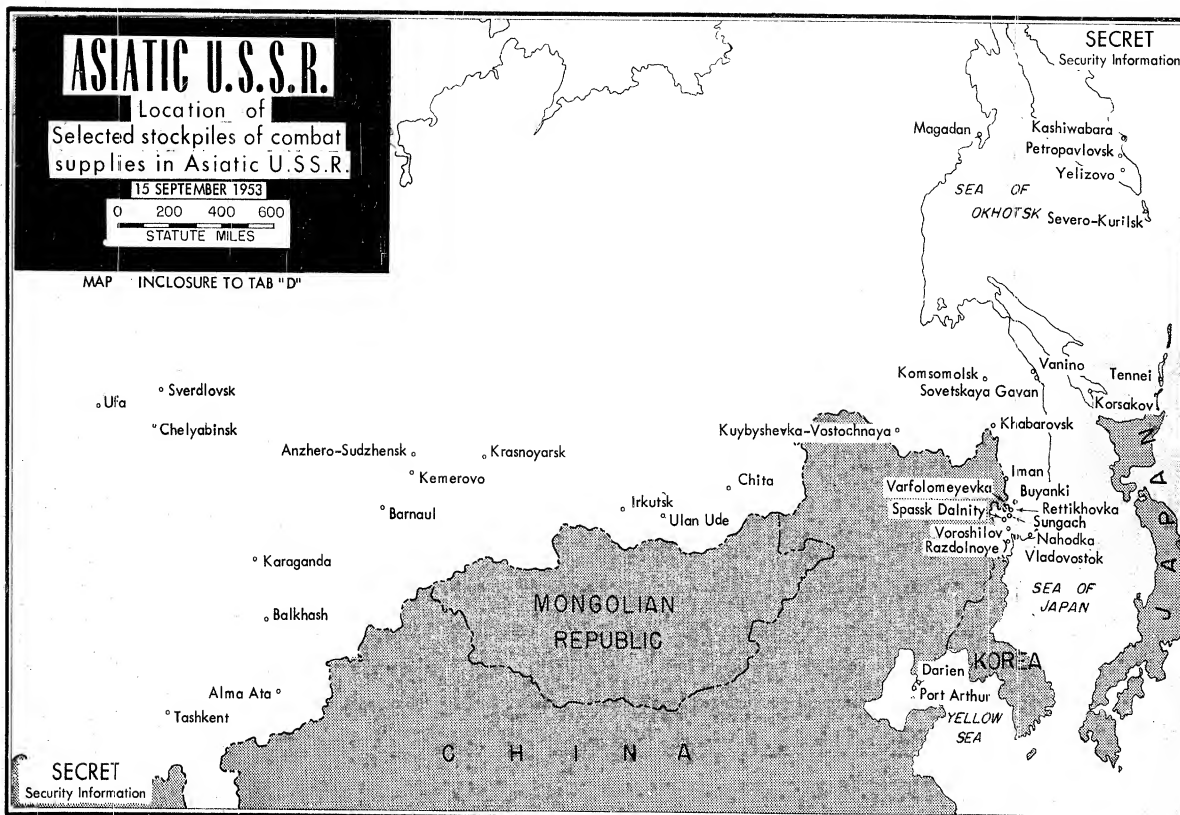 ASIATIC U.S.S.R.
Location of
Selected stockpiles of combat
supplies in Asiatic U.S.S.R.
15 SEPTEMBER 1953
0 200 400 600
STATUTE MILES
MAP INCLOSURE TO TAB "D"
SECRET
Security Information
Magadan
Kashiwabara
Petropavlovsk
Yelizovo
SEA OF
OKHOTSK
Severo-Kurilsk
Ufa
Sverdlovsk
Chelyabinsk
Anzhero-Sudzhensk
Krasnoyarsk
Kemerovo
Barnaul
Karaganda
Balkhash
Alma Ata
Tashkent
Irkutsk
Ulan Ude
Chita
Kuybyshevka-Vostochnaya
Komsomolsk
Sovetskaya Gavan
Vanino
Tennei
Korsakov
Khabarovsk
Iman
Varfolomeyevka
Buyanki
Spassk Dalnity
Rettikhovka
Sungach
Voroshilov
Nahodka
Razdolnoye
Vladovostok
SEA OF
JAPAN
JAPAN
MONGOLIAN
REPUBLIC
KOREA
Darien
Port Arthur
YELLOW
SEA
CHINA
SECRET
Security Information